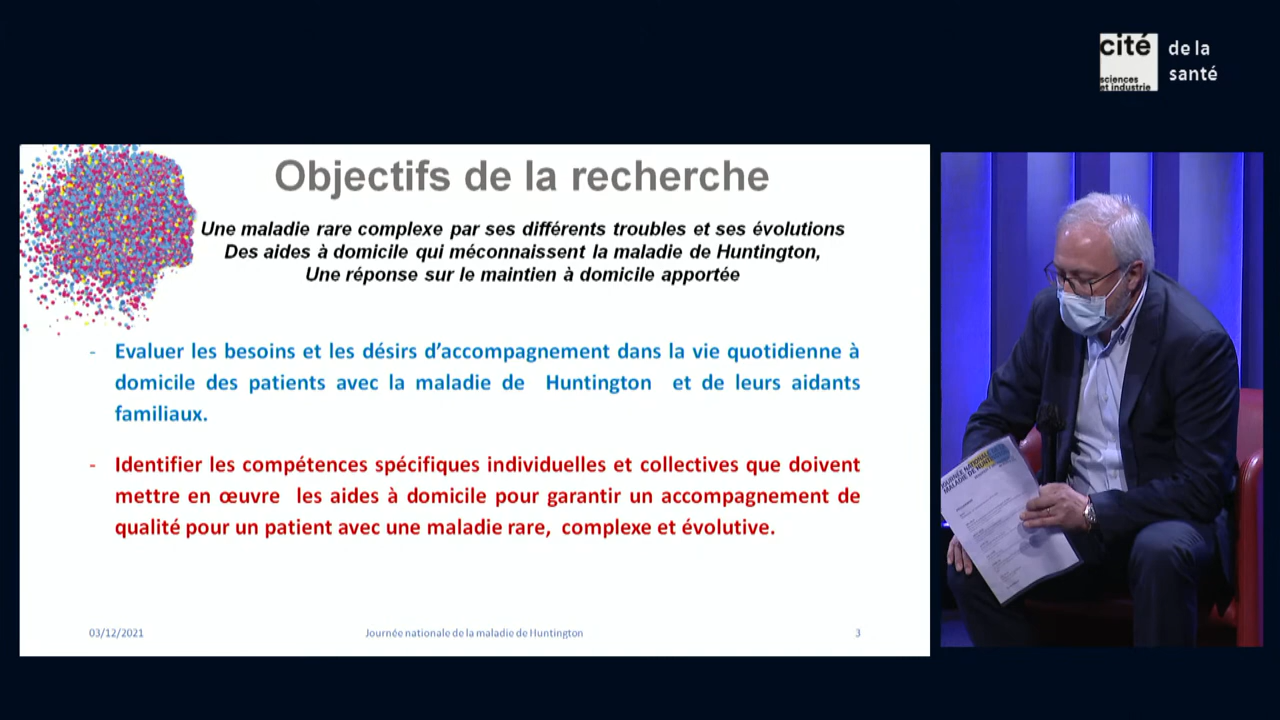 cité
sciences
et industrie
de la
santé
Objectifs de la recherche
Une maladie rare complexe par ses différents troubles et ses évolutions
Des aides à domicile qui méconnaissent la maladie de Huntington,
Une réponse sur le maintien à domicile apportée
- Evaluer les besoins et les désirs d’accompagnement dans la vie quotidienne à
domicile des patients avec la maladie de Huntington et de leurs aidants
familiaux.
- Identifier les compétences spécifiques individuelles et collectives que doivent
mettre en œuvre les aides à domicile pour garantir un accompagnement de
qualité pour un patient avec une maladie rare, complexe et évolutive.
03/12/2021
Journée nationale de la maladie de Huntington
3
JOURNÉE NATIONALE
MALADIE DE HUNT